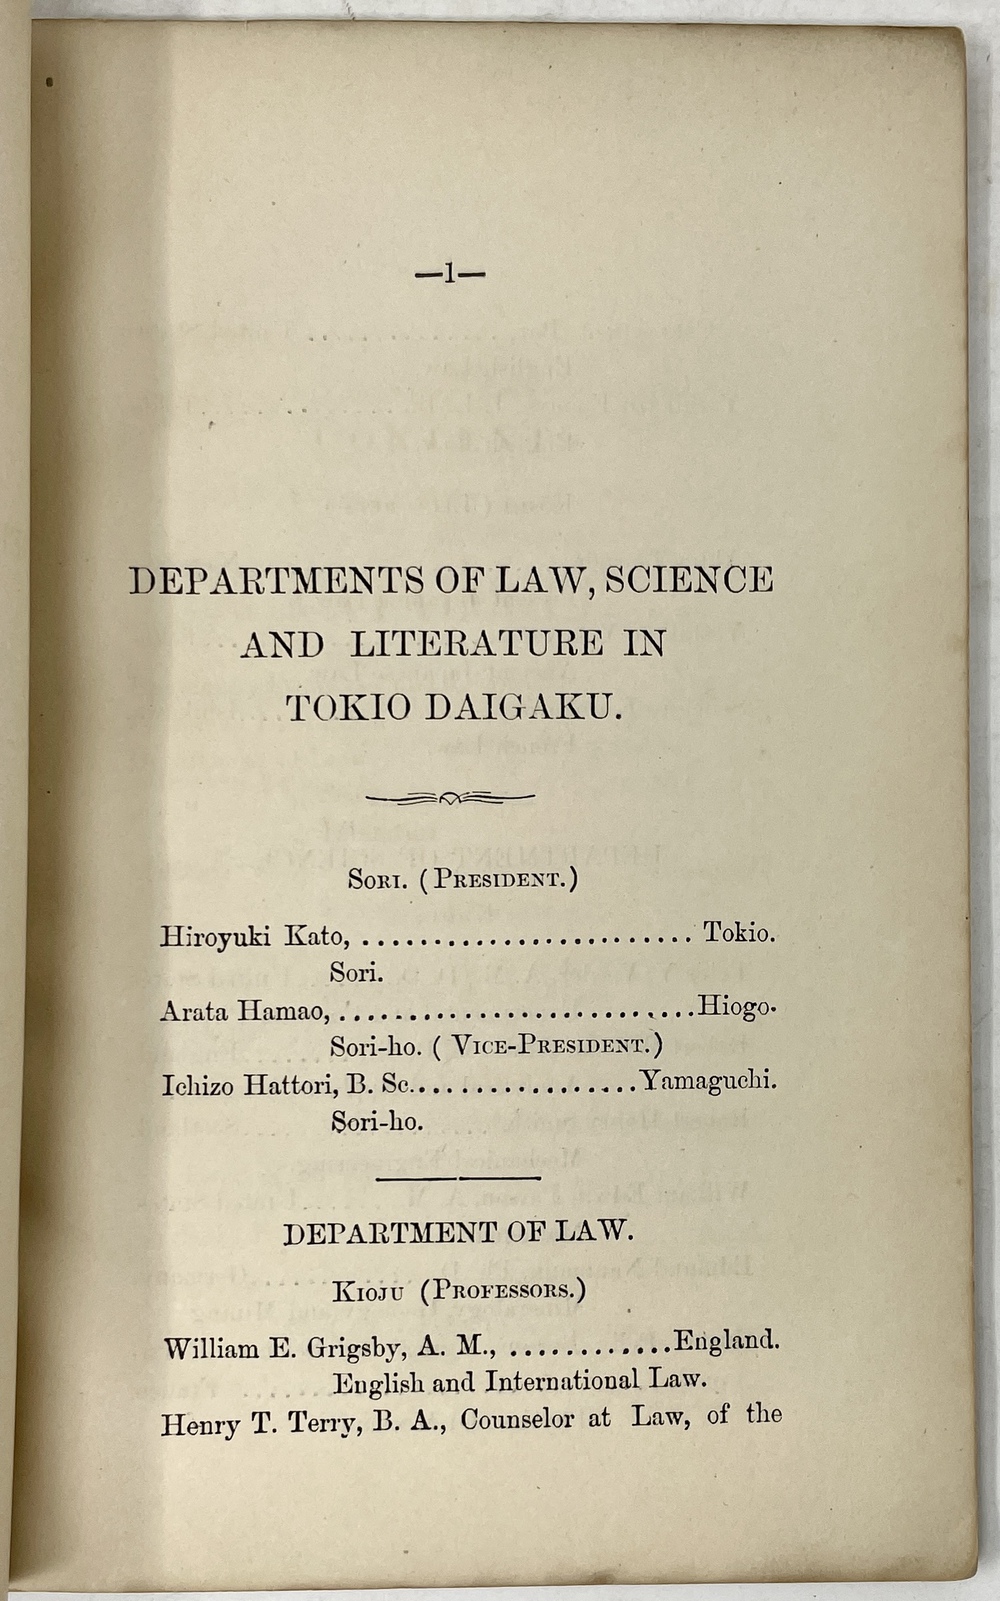 —1—
DEPARTMENTS OF LAW, SCIENCE
AND LITERATURE IN
TOKIO DAIGAKU.
SORI. (PRESIDENT.)
Hiroyuki Kato, ....................... Tokio.
Sori.
Arata Hamao, .........................Hiogo.
Sori-ho. ( VICE-PRESIDENT.)
Ichizo Hattori, B. Sc................Yamaguchi.
Sori-ho.
DEPARTMENT OF LAW.
KIOJU (PROFESSORS.)
William E. Grigsby, A. M., ............England.
English and International Law.
Henry T. Terry, B. A., Counselor at Law, of the